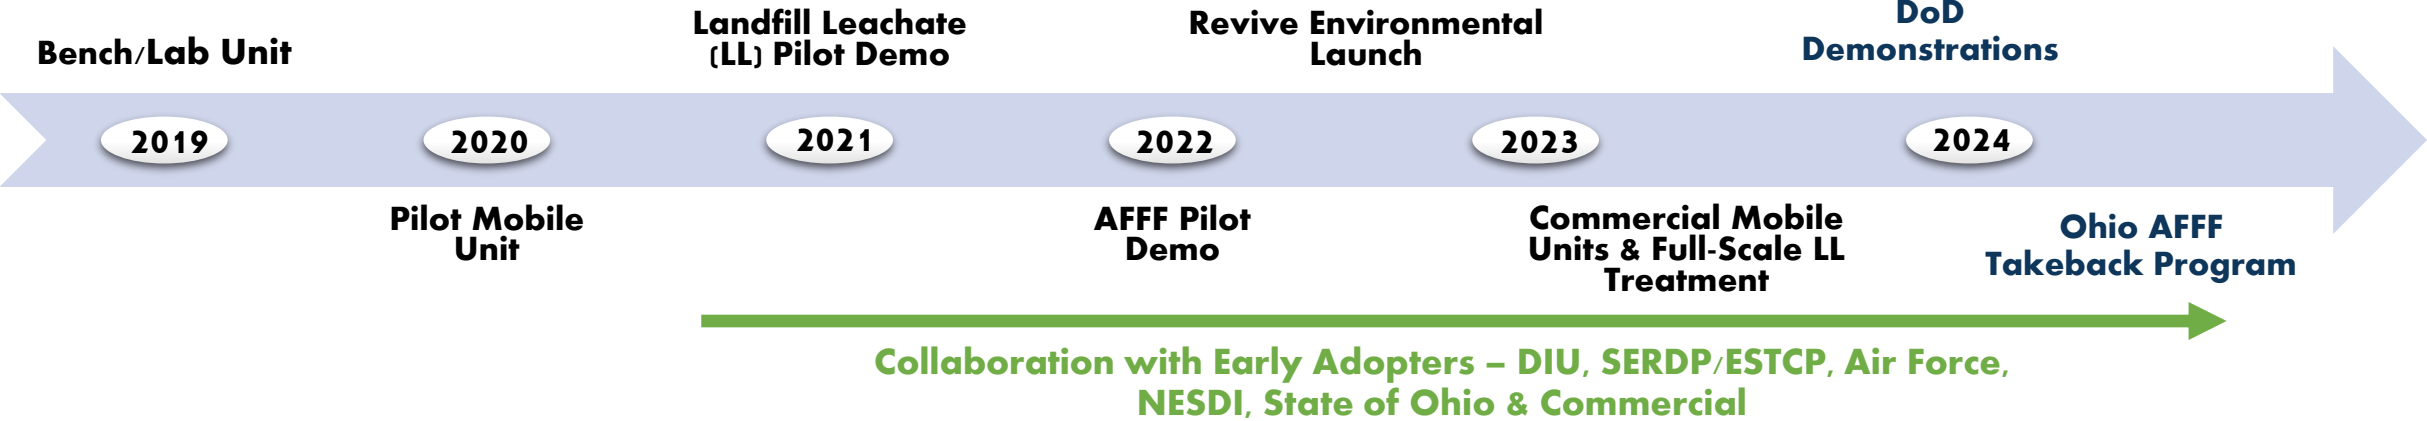 Bench/Lab Unit
Landfill Leachate
(LL) Pilot Demo
Revive Environmental
Launch
DoD
Demonstrations
2019
2020
2021
2022
2023
2024
Pilot Mobile
Unit
AFFF Pilot
Demo
Commercial Mobile
Units & Full-Scale LL
Treatment
Ohio AFFF
Takeback Program
Collaboration with Early Adopters – DIU, SERDP/ESTCP, Air Force,
NESDI, State of Ohio & Commercial